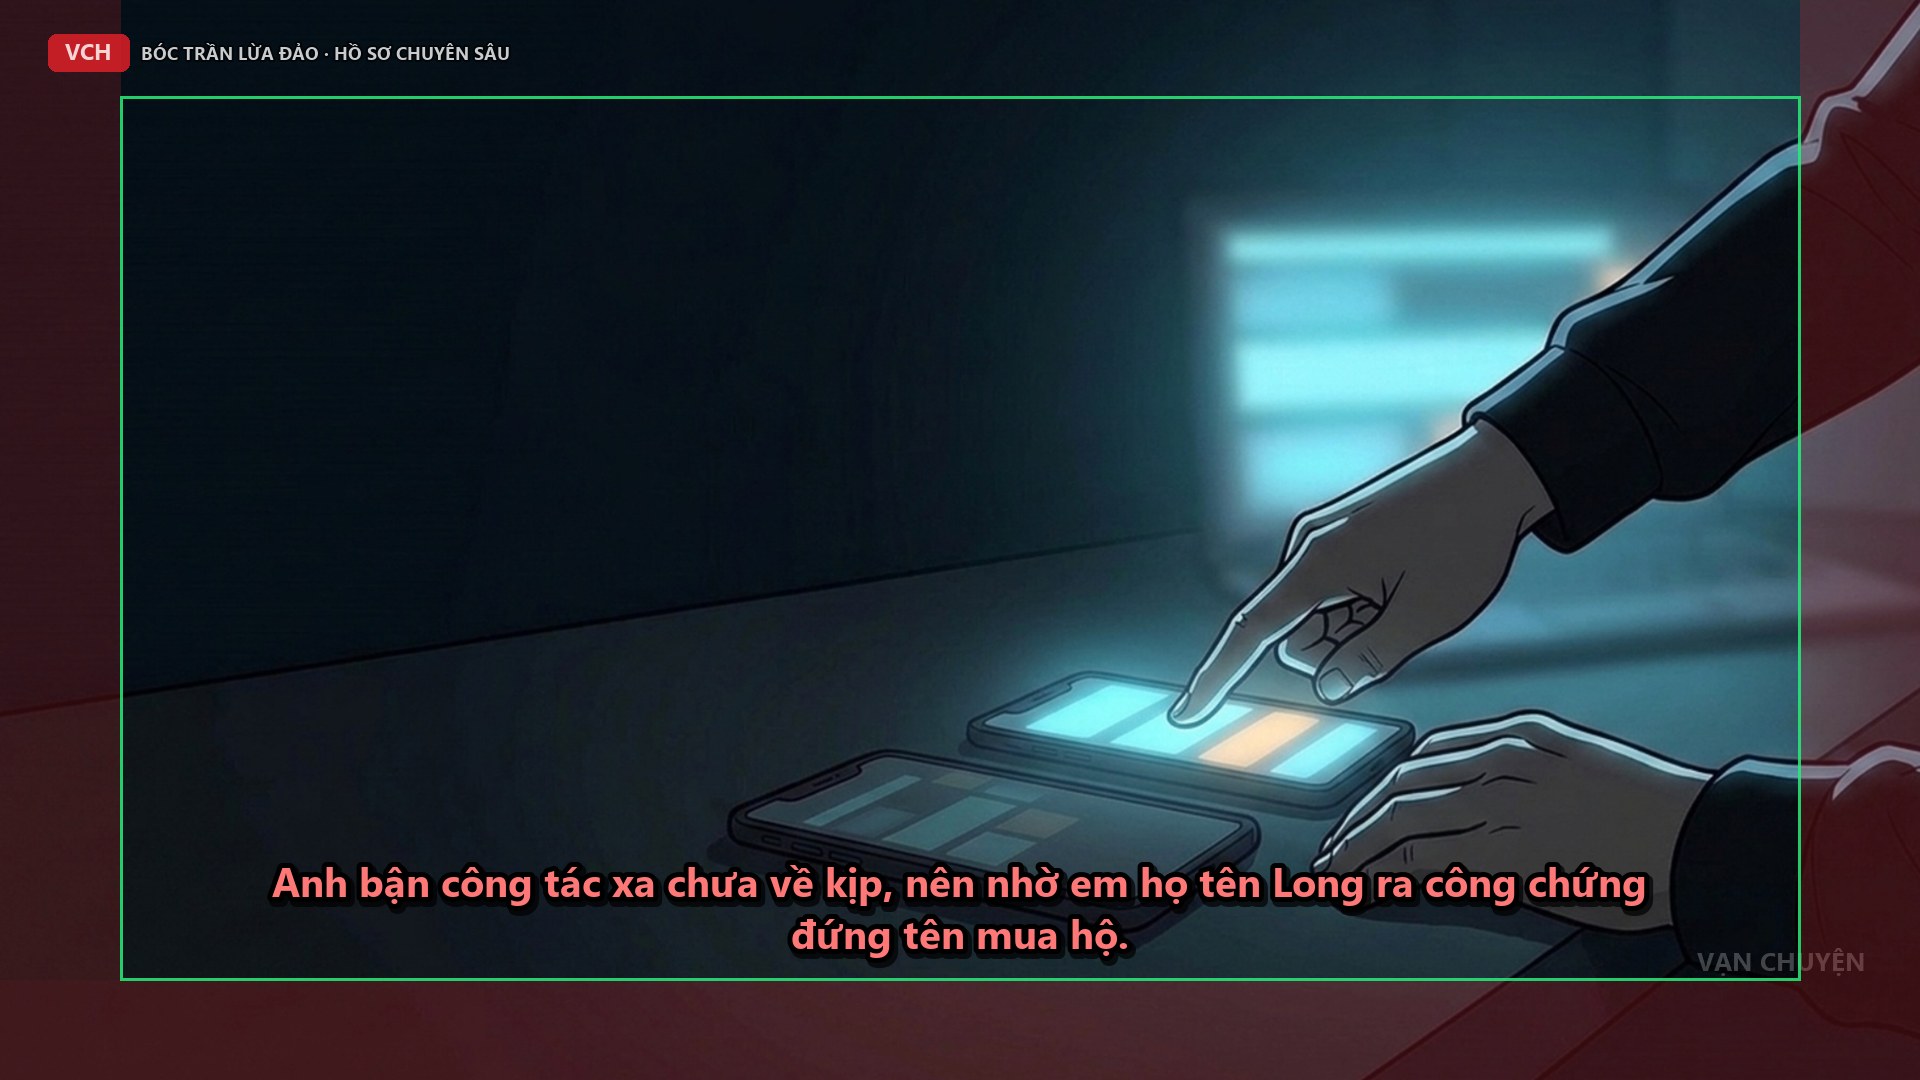 VCH BÓC TRẦN LỪA ĐẢO · HỒ SƠ CHUYÊN SÂU
Anh bận công tác xa chưa về kịp, nên nhờ em họ tên Long ra công chứng
đứng tên mua hộ.
VẠN CHUYỆN